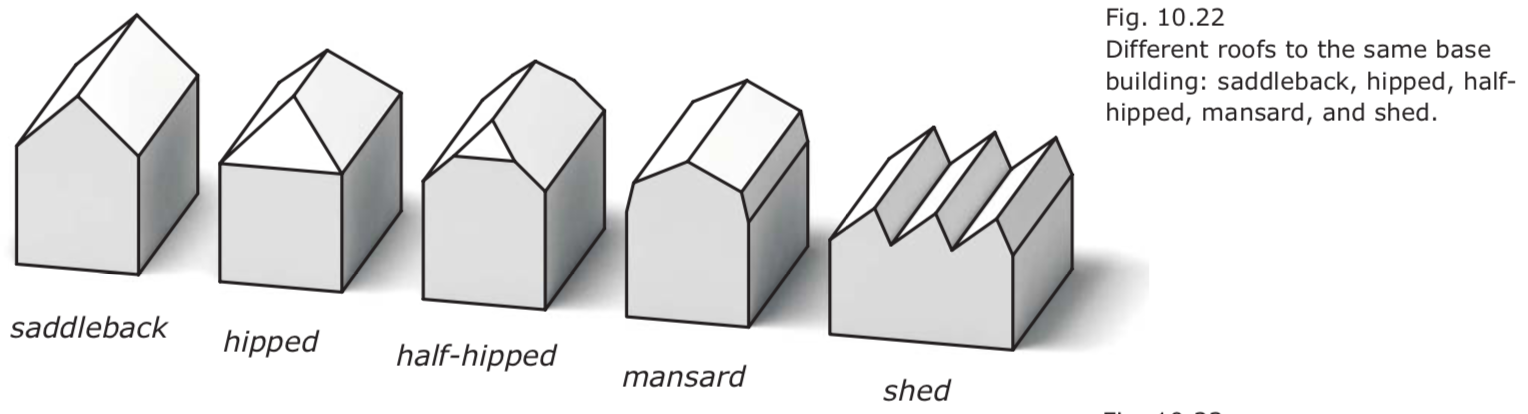 Fig. 10.22
Different roofs to the same base
building: saddleback, hipped, half-
hipped, mansard, and shed.
saddleback
hipped
half-hipped
mansard
shed